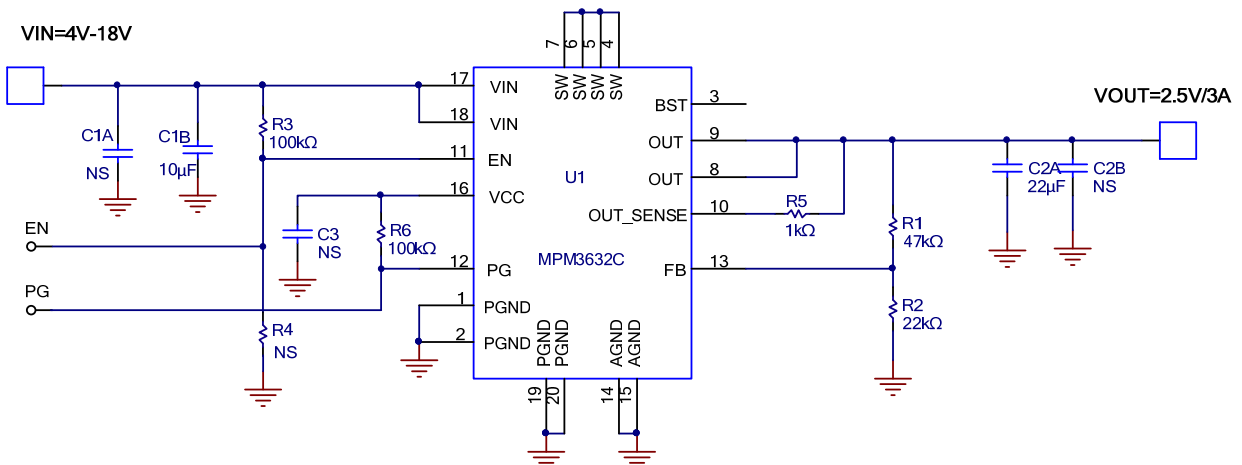 VIN=4V-18V
7
6
5
4
SW
SW
SW
SW
17
VIN
BST
3
VOUT=2.5V/3A
C1A
NS
C1B
10µF
R3
100kΩ
18
VIN
OUT
9
11
EN
OUT
8
C2A
22µF
C2B
NS
16
VCC
U1
OUT_SENSE
10
R5
1kΩ
R1
47kΩ
EN
C3
NS
R6
100kΩ
12
PG
MPM3632C
FB
13
PG
1
PGND
R2
22kΩ
R4
NS
2
PGND
PGND
PGND
AGND
AGND
19
20
14
15